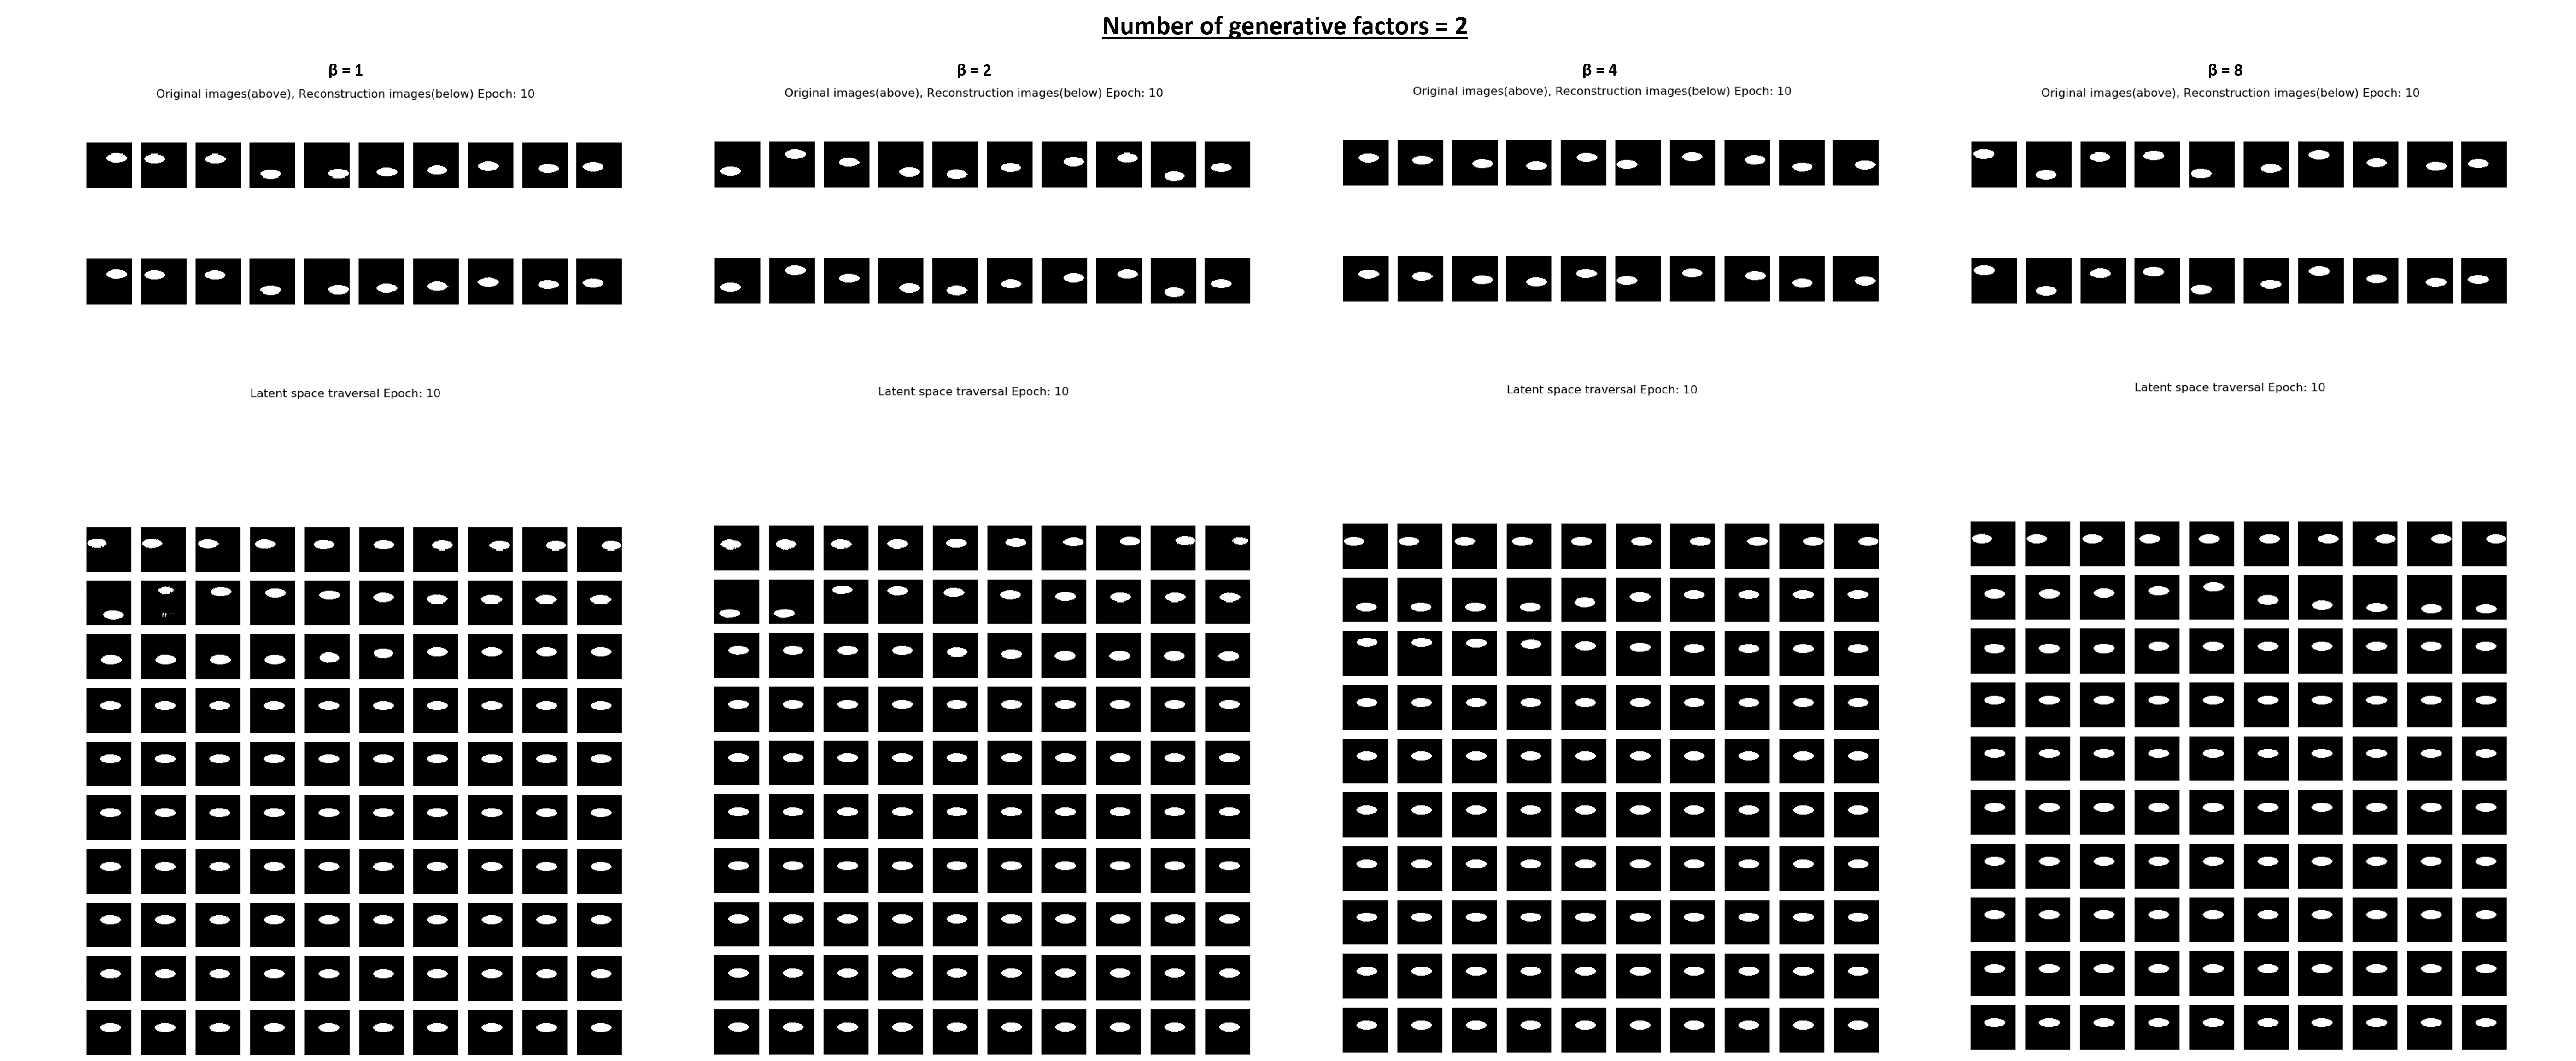 Number of generative factors = 2
β = 1
Original images(above), Reconstruction images(below) Epoch: 10
Latent space traversal Epoch: 10
β = 2
Original images(above), Reconstruction images(below) Epoch: 10
Latent space traversal Epoch: 10
β = 4
Original images(above), Reconstruction images(below) Epoch: 10
Latent space traversal Epoch: 10
β = 8
Original images(above), Reconstruction images(below) Epoch: 10
Latent space traversal Epoch: 10